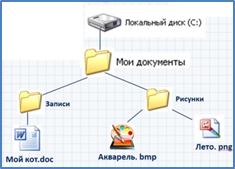 Локальный диск (C:)
Мои документы
Записи
Рисунки
Мой кот.doc
Акварель. bmp
Лето. png